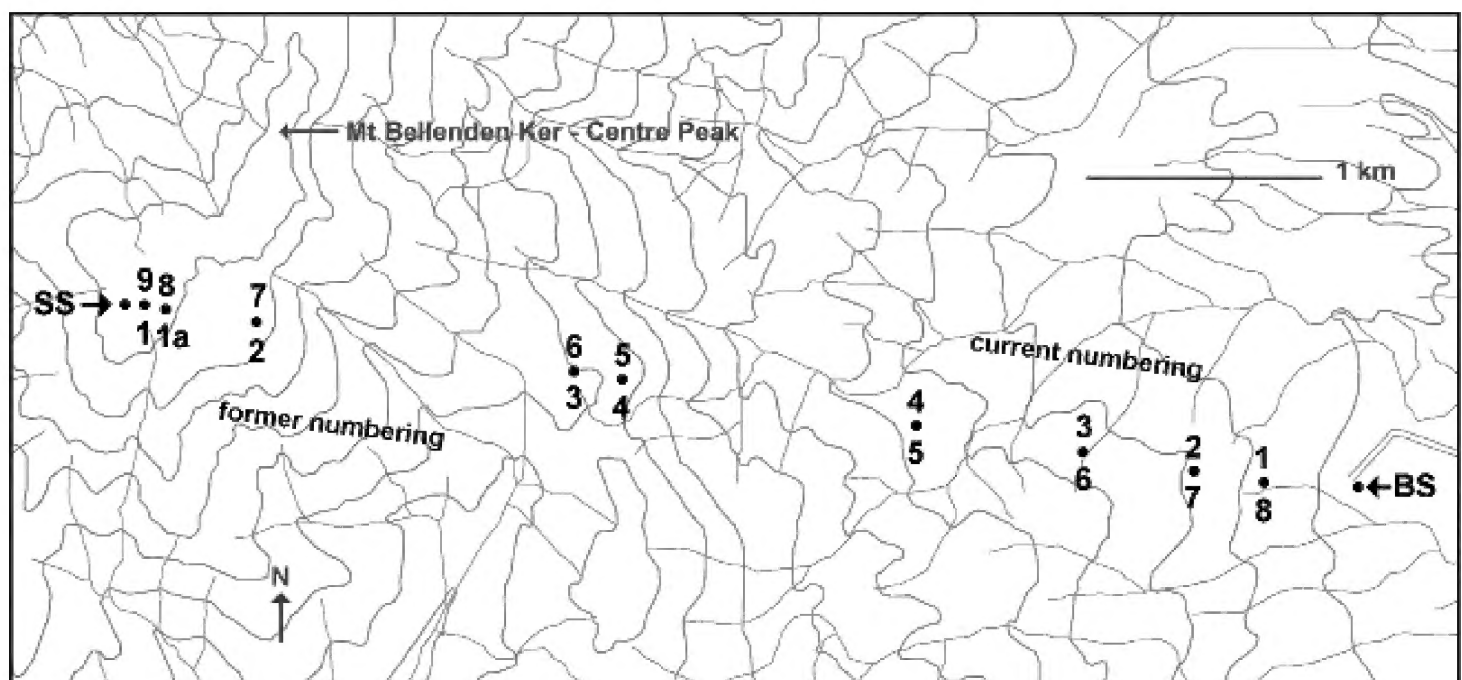 Mt Bellenden Ker - Centre Peak
1 km
9 8
SS
7
1 1a
2
6
5
3
4
current numbering
former numbering
4
5
3
6
2
7
1
8
BS
N